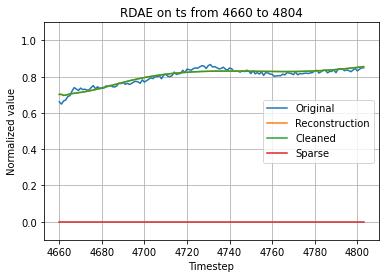 RDAE on ts from 4660 to 4804
Normalized value
1.0
0.8
0.6
0.4
0.2
0.0
Original
Reconstruction
Cleaned
Sparse
4660 4680 4700 4720 4740 4760 4780 4800
Timestep